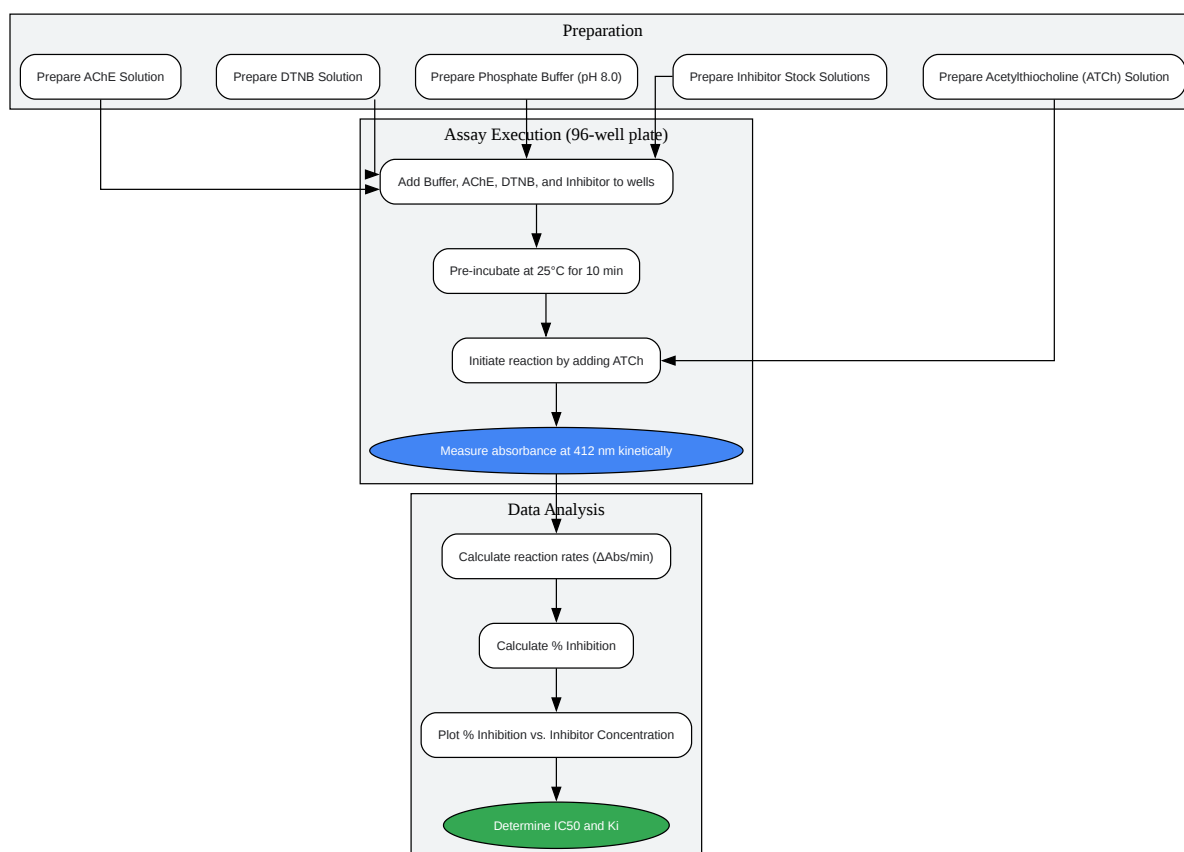 Preparation
Prepare AChE Solution
Prepare DTNB Solution
Prepare Phosphate Buffer (pH 8.0)
Prepare Inhibitor Stock Solutions
Prepare Acetylthiocholine (ATCh) Solution
Assay Execution (96-well plate)
Add Buffer, AChE, DTNB, and Inhibitor to wells
Pre-incubate at 25°C for 10 min
Initiate reaction by adding ATCh
Measure absorbance at 412 nm kinetically
Data Analysis
Calculate reaction rates (ΔAbs/min)
Calculate % Inhibition
Plot % Inhibition vs. Inhibitor Concentration
Determine IC50 and Ki